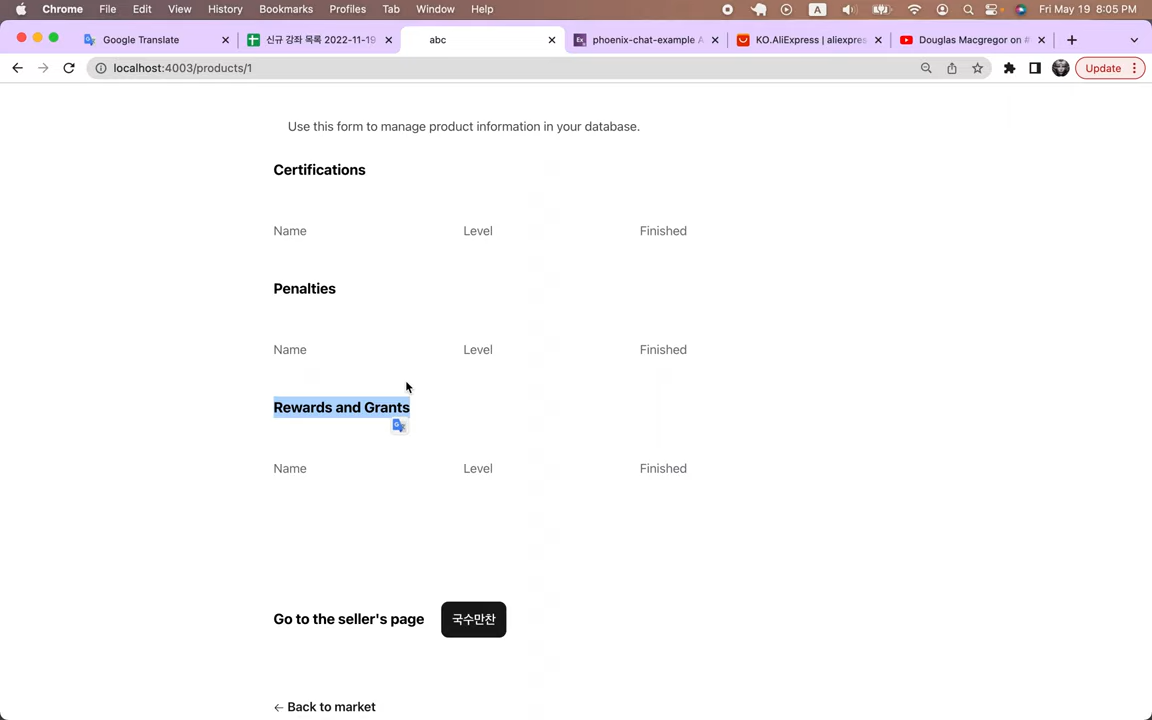 Chrome File Edit View History Bookmarks Profiles Tab Window Help A Fri May 19 8:05 PM
Google Translate 신규 강좌 목록 2022-11-19 abc phoenix-chat-example KO.AliExpress | aliexpres Douglas Macgregor on
localhost:4003/products/1 Update
Use this form to manage product information in your database.
Certifications
Name Level Finished
Penalties
Name Level Finished
Rewards and Grants
Name Level Finished
Go to the seller's page 국수만찬
← Back to market